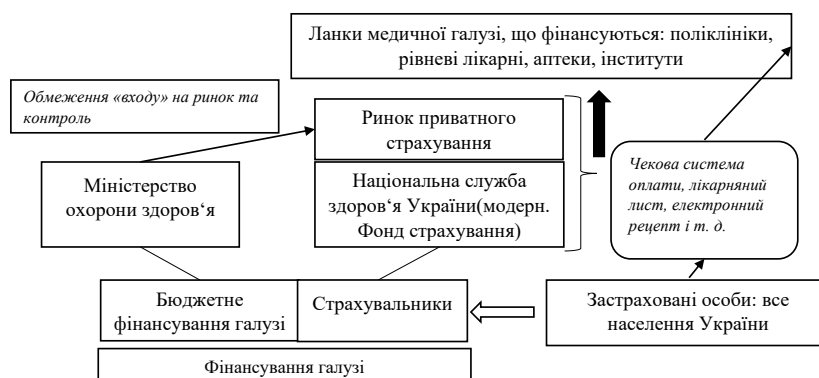 Ланки медичної галузі, що фінансуються: поліклініки,
рівневі лікарні, аптеки, інститути
Обмеження «входу» на ринок та
контроль
Ринок приватного
страхування
Міністерство
охорони здоров‘я
Національна служба
здоров‘я України(модерн.
Фонд страхування)
Чекова система
оплати, лікарняний
лист, електронний
рецепт і т. д.
Бюджетне
фінансування галузі
Страхувальники
Застраховані особи: все
населення України
Фінансування галузі